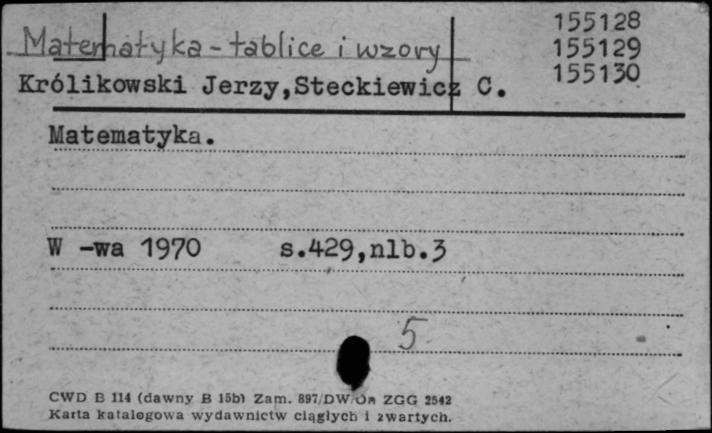 155128
Matematyka - tablice i wzory
155129
155130
Królikowski Jerzy,Steckiewicz C.
Matematyka.
W -wa 1970 s.429,nlb.3
5
CWD B 114 (dawny B 15b) Zam. 897/DW/On ZGG 2542
Karta katalogowa wydawnictw ciągłych i zwartych.